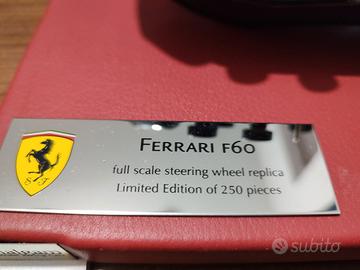 FERRARI F60
full scale steering wheel replica
Limited Edition of 250 pieces
S F
subito